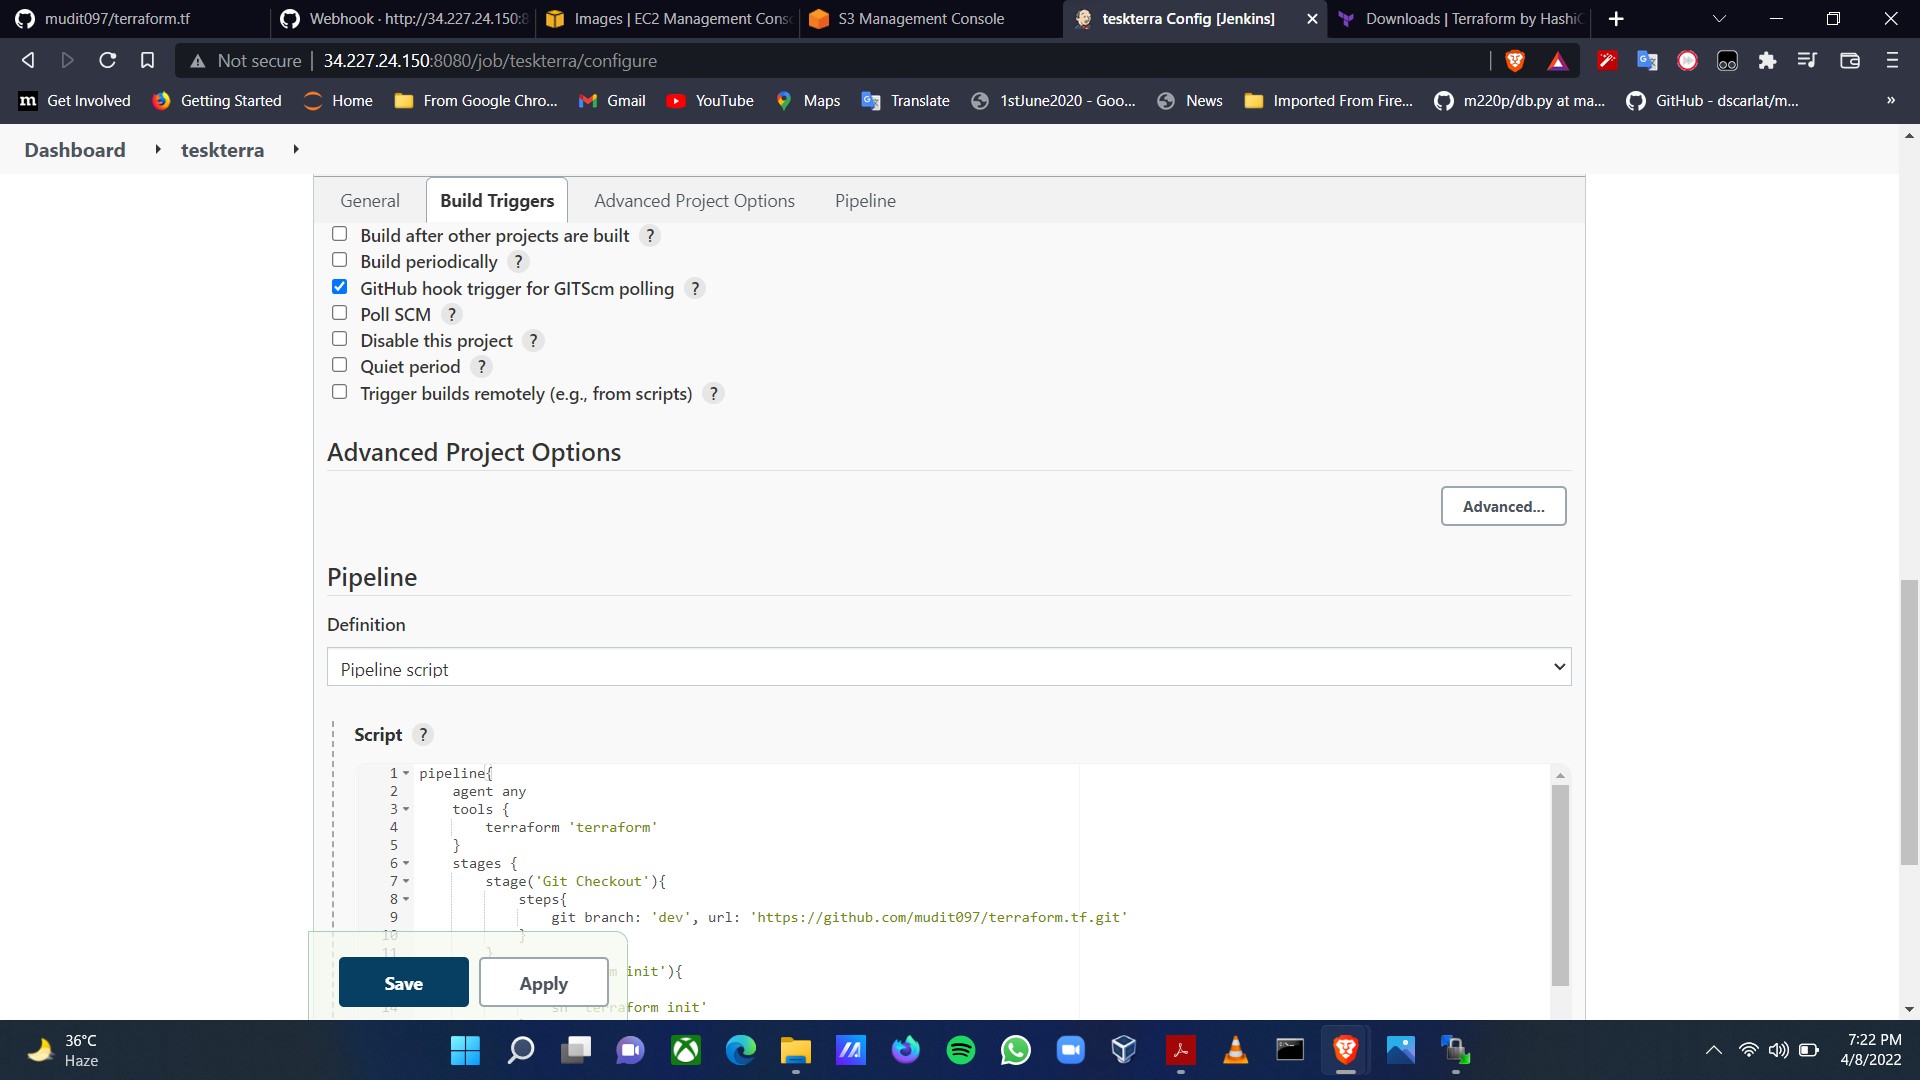 mudit097/terraform.tf
Webhook · http://34.227.24.150:8
Images | EC2 Management Conso
S3 Management Console
teskterra Config [Jenkins]
Downloads | Terraform by HashiC
Not secure
34.227.24.150:8080/job/teskterra/configure
Get Involved
Getting Started
Home
From Google Chro...
Gmail
YouTube
Maps
Translate
1stJune2020 - Goo...
News
Imported From Fire...
m220p/db.py at ma...
GitHub - dscarlat/m...
»
Dashboard
teskterra
General
Build Triggers
Advanced Project Options
Pipeline
Build after other projects are built ?
Build periodically ?
GitHub hook trigger for GITScm polling ?
Poll SCM ?
Disable this project ?
Quiet period ?
Trigger builds remotely (e.g., from scripts) ?
Advanced Project Options
Advanced...
Pipeline
Definition
Pipeline script
Script ?
1 pipeline{
2 agent any
3 tools {
4 terraform 'terraform'
5 }
6 stages {
7 stage('Git Checkout'){
8 steps{
9 git branch: 'dev', url: 'https://github.com/mudit097/terraform.tf.git'
10 }
11 }
init'){
14 sh 'terraform init'
Save
Apply
36°C
Haze
7:22 PM
4/8/2022